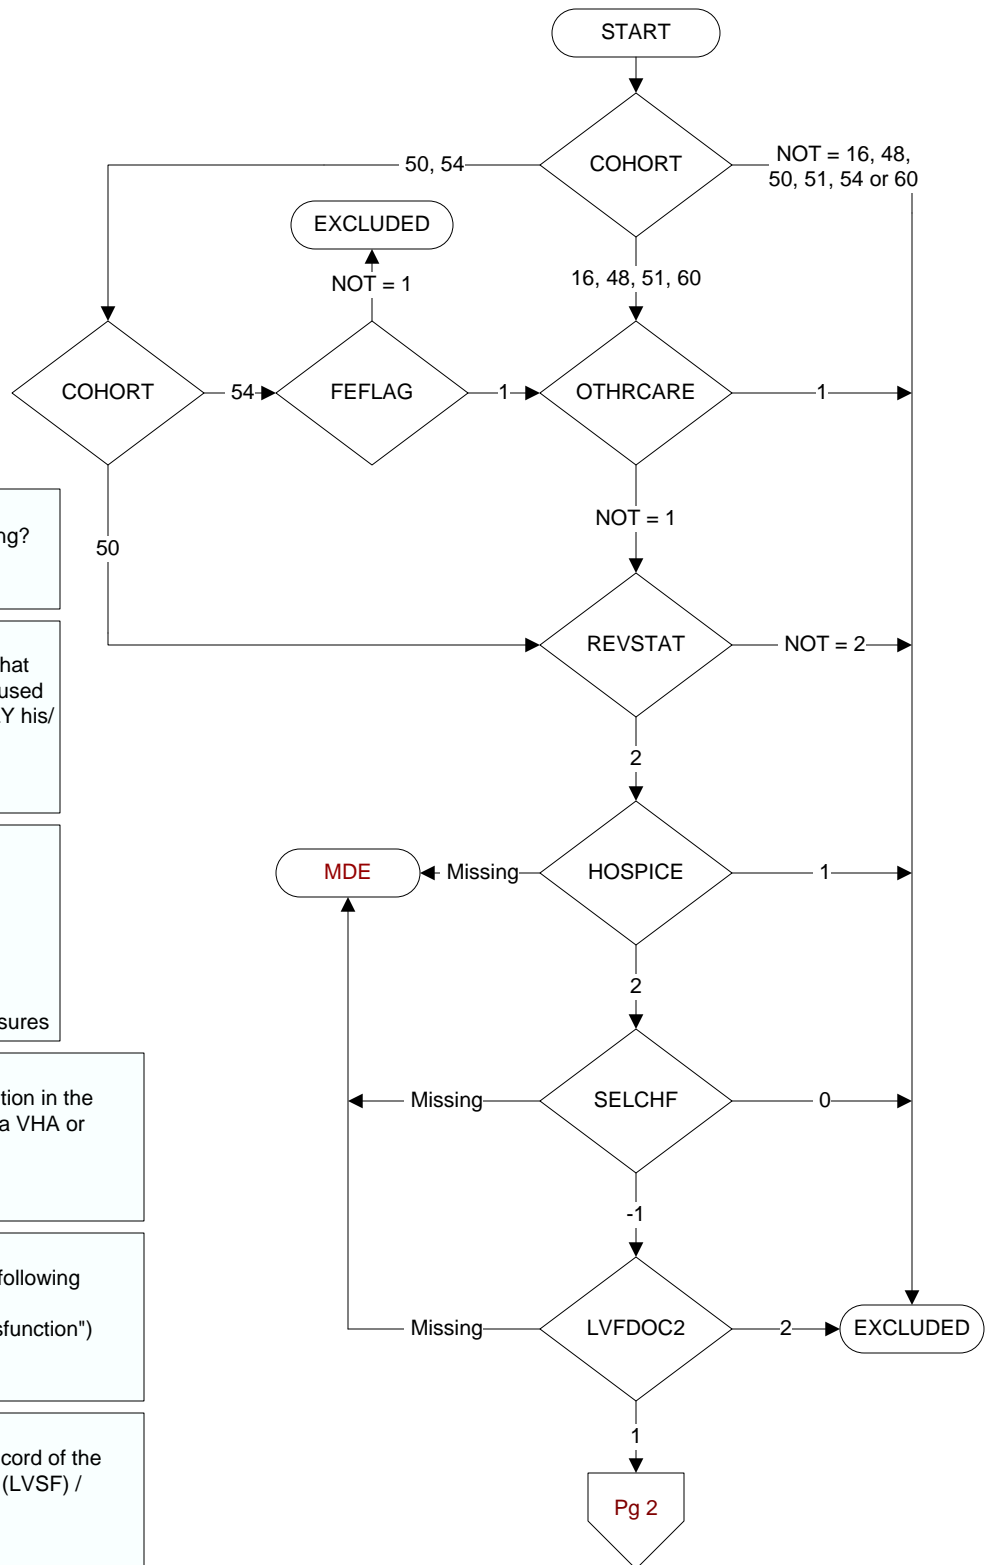 START
COHORT
50, 54
NOT = 16, 48,
50, 51, 54 or 60
EXCLUDED
NOT = 1
16, 48, 51, 60
COHORT
54
FEFLAG
1
OTHRCARE
1
NOT = 1
50
REVSTAT
NOT = 2
2
MDE
Missing
HOSPICE
1
2
Missing
SELCHF
0
-1
Missing
LVFDOC2
2
EXCLUDED
1
Pg 2
ng?
hat
used
Y his/
sures
tion in the
a VHA or
following
sfunction")
cord of the
(LVSF) /